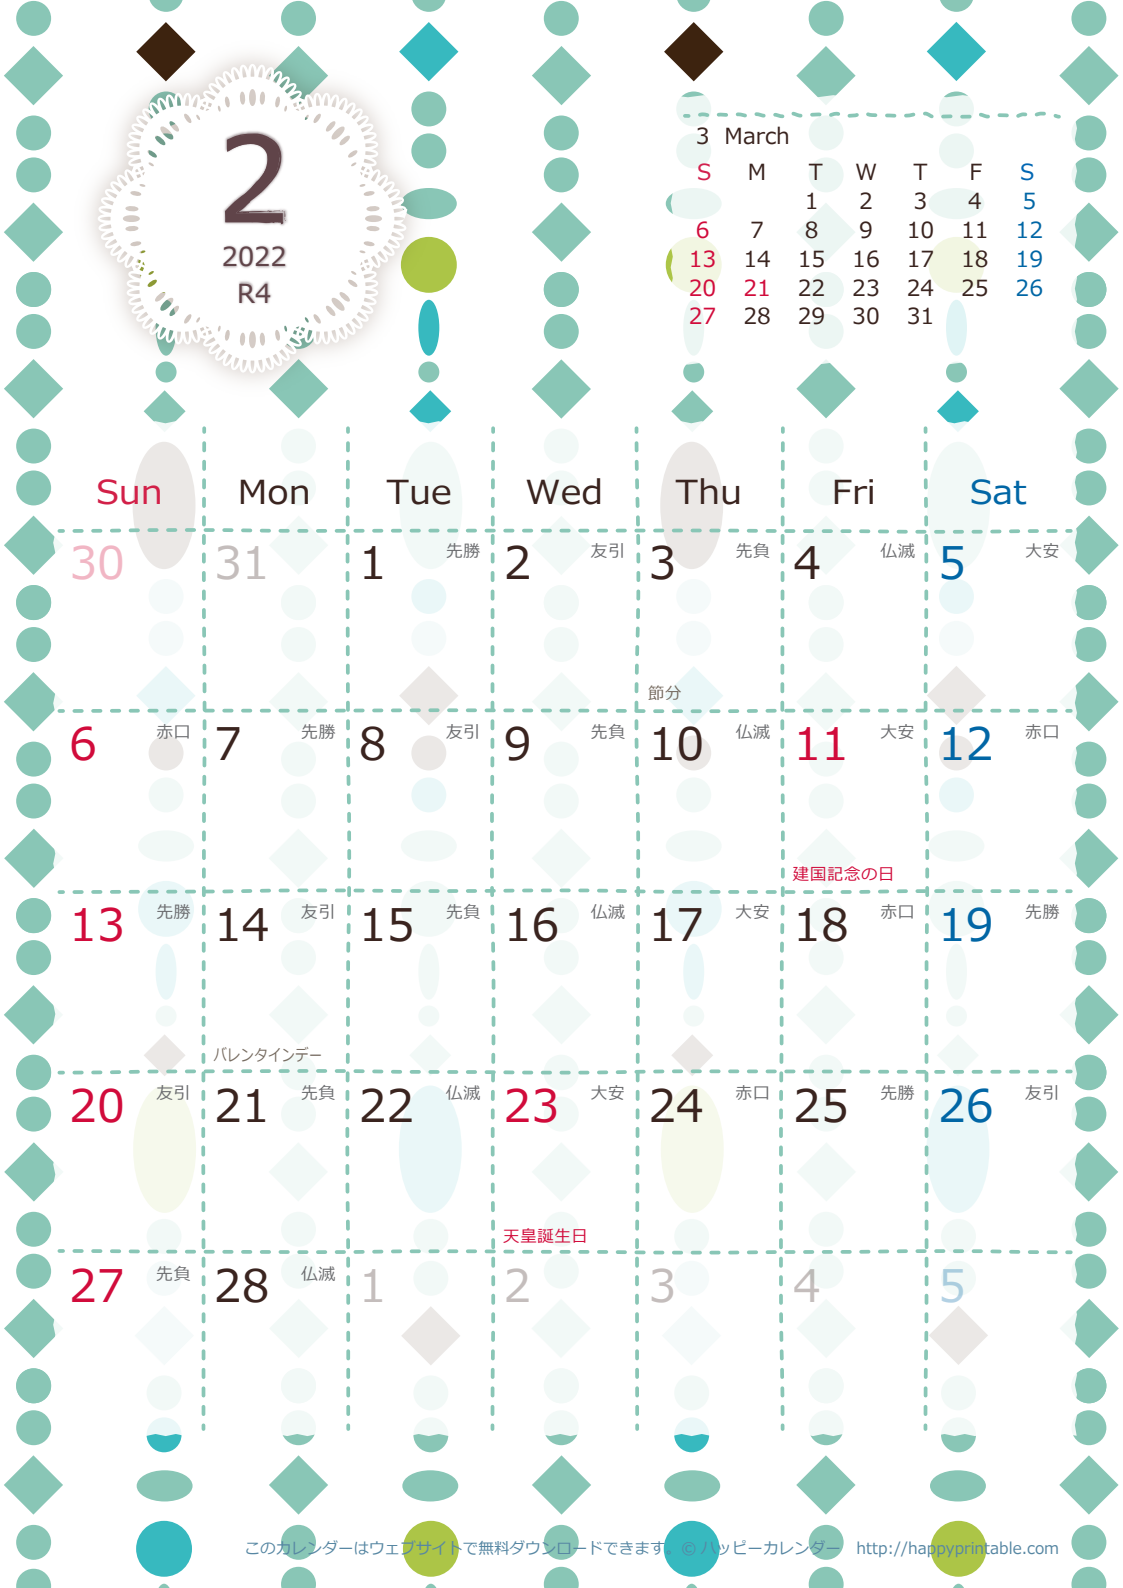 2
2022
R4
3 March
S M T W T F S
1 2 3 4 5
6 7 8 9 10 11 12
13 14 15 16 17 18 19
20 21 22 23 24 25 26
27 28 29 30 31
Sun Mon Tue Wed Thu Fri Sat
30 31 1 先勝 2 友引 3 先負 4 仏滅 5 大安
節分
6 赤口 7 先勝 8 友引 9 先負 10 仏滅 11 大安 12 赤口
建国記念の日
13 先勝 14 友引 15 先負 16 仏滅 17 大安 18 赤口 19 先勝
バレンタインデー
20 友引 21 先負 22 仏滅 23 大安 24 赤口 25 先勝 26 友引
天皇誕生日
27 先負 28 仏滅 1 2 3 4 5
このカレンダーはウェブサイトで無料ダウンロードできます。© ハッピーカレンダー http://happyprintable.com